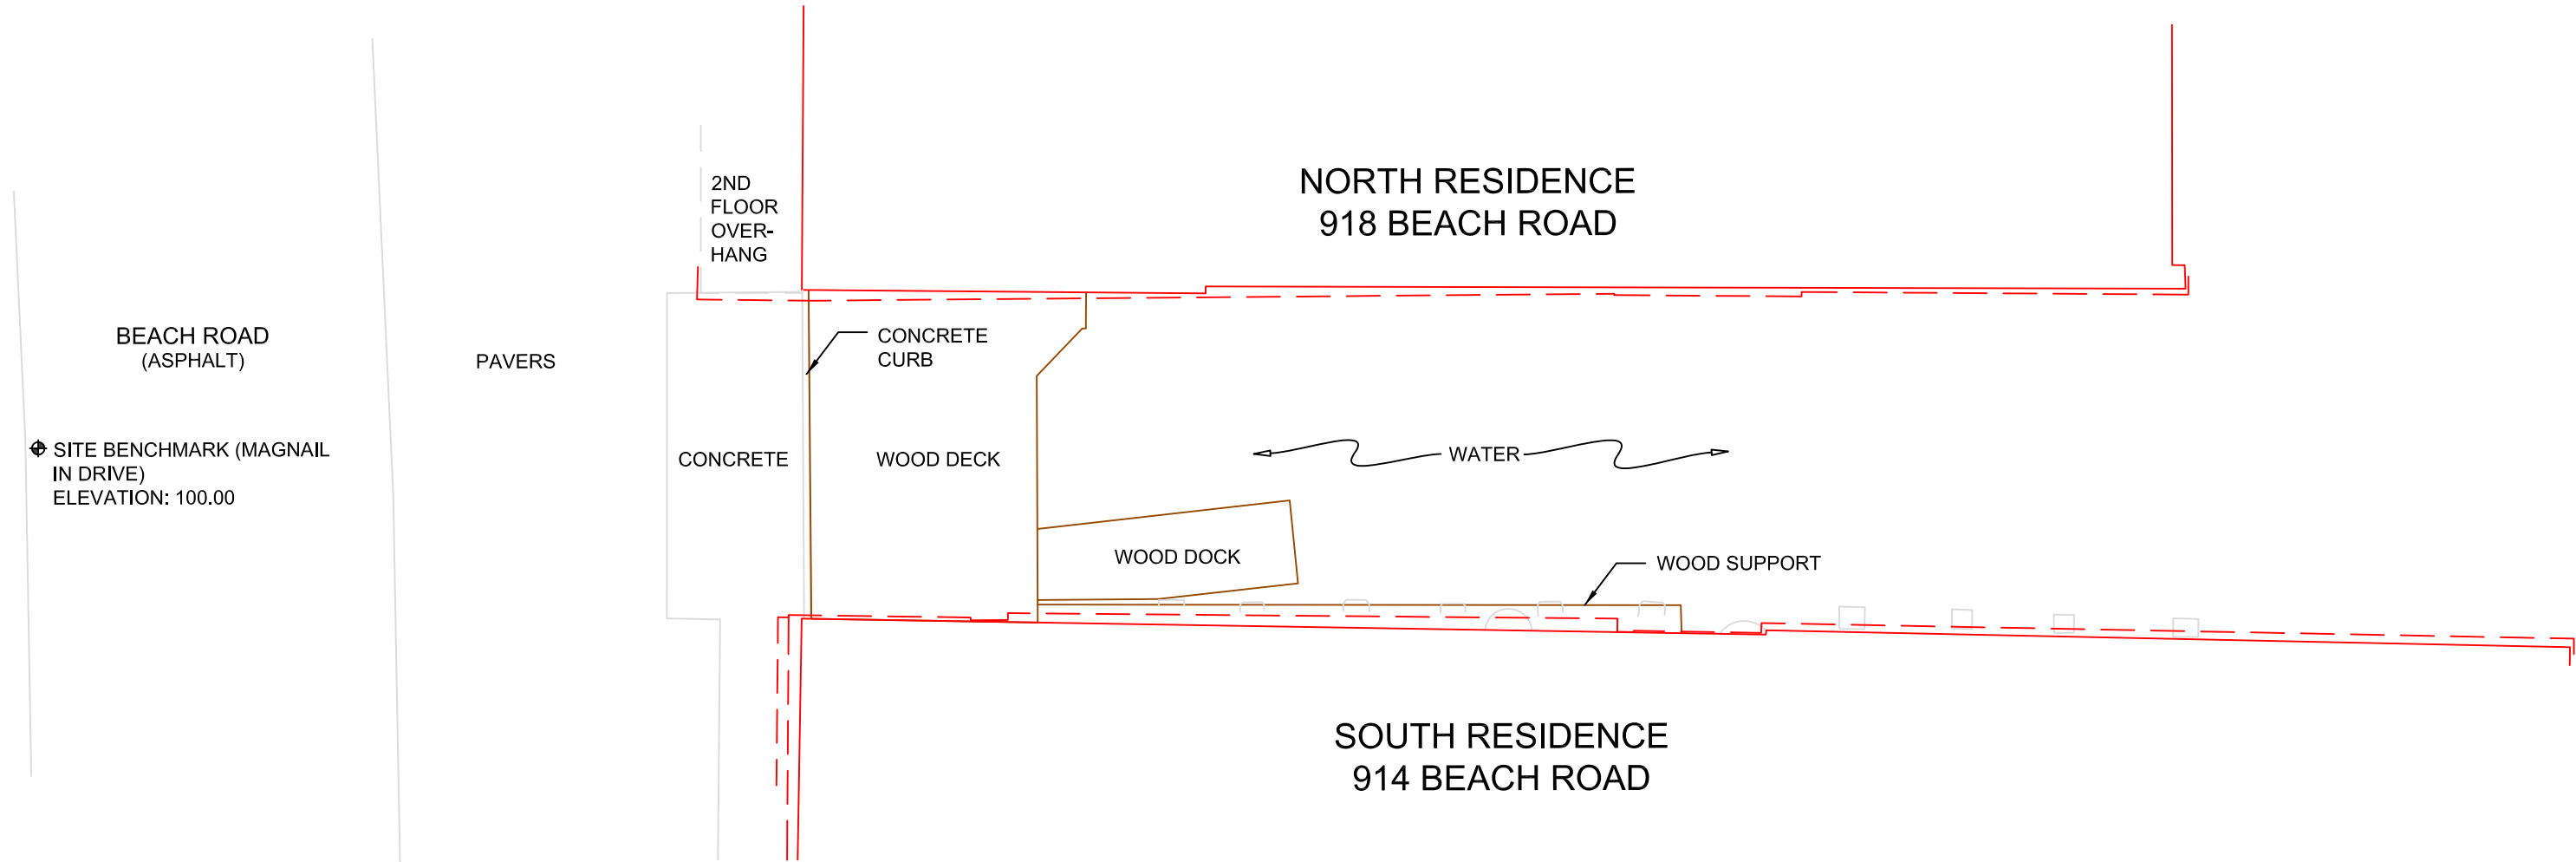 2ND
FLOOR
OVER-
HANG
NORTH RESIDENCE
918 BEACH ROAD
BEACH ROAD
(ASPHALT)
PAVERS
CONCRETE
CURB
SITE BENCHMARK (MAGNAIL
IN DRIVE)
ELEVATION: 100.00
CONCRETE
WOOD DECK
WATER
WOOD DOCK
WOOD SUPPORT
SOUTH RESIDENCE
914 BEACH ROAD